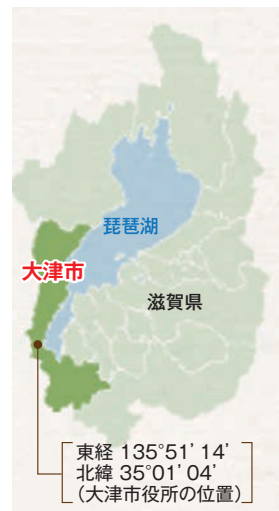 琵琶湖
大津市
滋賀県
東経 135°51’14’
北緯 35°01’04’
(大津市役所の位置)